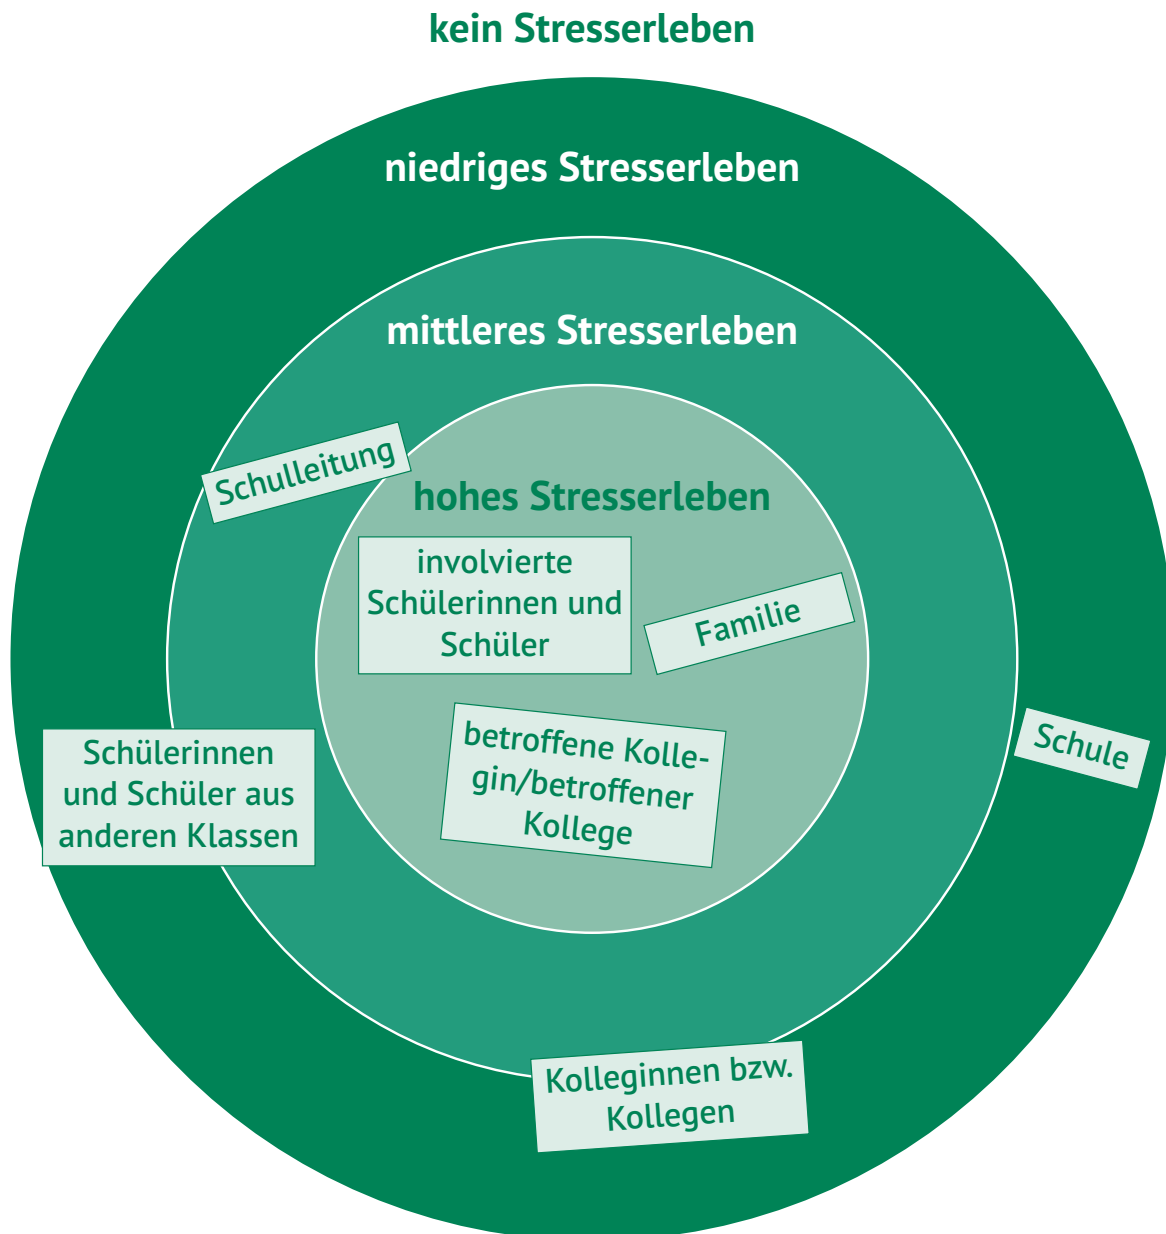 kein Stresserleben
niedriges Stresserleben
mittleres Stresserleben
Schulleitung
hohes Stresserleben
involvierte
Schülerinnen und
Schüler
Familie
betroffene Kolle-
gin/betroffener
Kollege
Schule
Schülerinnen
und Schüler aus
anderen Klassen
Kolleginnen bzw.
Kollegen